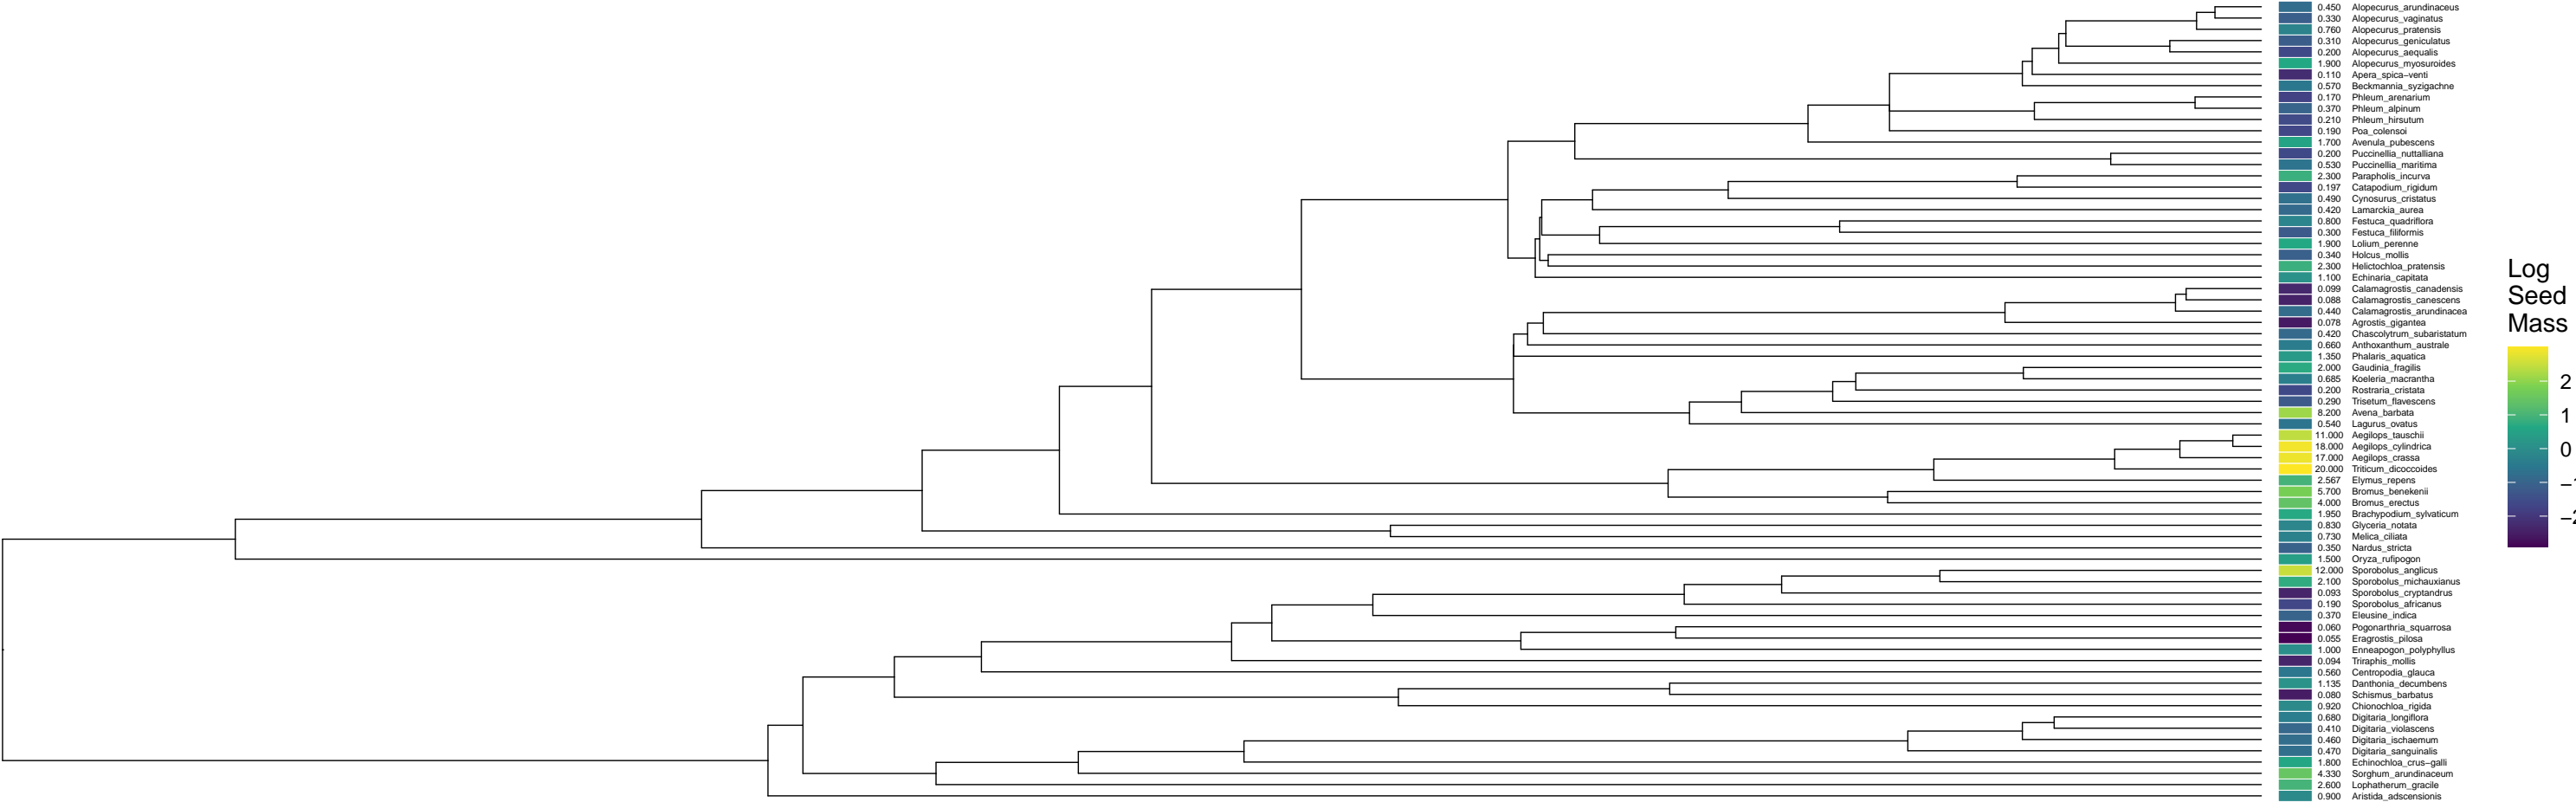 0.450 Alopecurus_arundinaceus
0.330 Alopecurus_vaginatus
0.760 Alopecurus_pratensis
0.310 Alopecurus_geniculatus
0.200 Alopecurus_aequalis
1.900 Alopecurus_myosuroides
0.110 Apera_spica−venti
0.570 Beckmannia_syzigachne
0.170 Phleum_arenarium
0.370 Phleum_alpinum
0.210 Phleum_hirsutum
0.190 Poa_colensoi
1.700 Avenula_pubescens
0.200 Puccinellia_nuttalliana
0.530 Puccinellia_maritima
2.300 Parapholis_incurva
0.197 Catapodium_rigidum
0.490 Cynosurus_cristatus
0.420 Lamarckia_aurea
0.800 Festuca_quadriflora
0.300 Festuca_filiformis
1.900 Lolium_perenne
0.340 Holcus_mollis
2.300 Helictochloa_pratensis
1.100 Echinaria_capitata
0.099 Calamagrostis_canadensis
0.088 Calamagrostis_canescens
0.440 Calamagrostis_arundinacea
0.078 Agrostis_gigantea
0.420 Chascolytrum_subaristatum
0.660 Anthoxanthum_australe
1.350 Phalaris_aquatica
2.000 Gaudinia_fragilis
0.685 Koeleria_macrantha
0.200 Rostraria_cristata
0.290 Trisetum_flavescens
8.200 Avena_barbata
0.540 Lagurus_ovatus
11.000 Aegilops_tauschii
18.000 Aegilops_cylindrica
17.000 Aegilops_crassa
20.000 Triticum_dicoccoides
2.567 Elymus_repens
5.700 Bromus_benekenii
4.000 Bromus_erectus
1.950 Brachypodium_sylvaticum
0.830 Glyceria_notata
0.730 Melica_ciliata
0.350 Nardus_stricta
1.500 Oryza_rufipogon
12.000 Sporobolus_anglicus
2.100 Sporobolus_michauxianus
0.093 Sporobolus_cryptandrus
0.190 Sporobolus_africanus
0.370 Eleusine_indica
0.060 Pogonarthria_squarrosa
0.055 Eragrostis_pilosa
1.000 Enneapogon_polyphyllus
0.094 Triraphis_mollis
0.560 Centropodia_glauca
1.135 Danthonia_decumbens
0.080 Schismus_barbatus
0.920 Chionochloa_rigida
0.680 Digitaria_longiflora
0.410 Digitaria_violascens
0.460 Digitaria_ischaemum
0.470 Digitaria_sanguinalis
1.800 Echinochloa_crus−galli
4.330 Sorghum_arundinaceum
2.600 Lophatherum_gracile
0.900 Aristida_adscensionis
Log
Seed
Mass
2
1
0